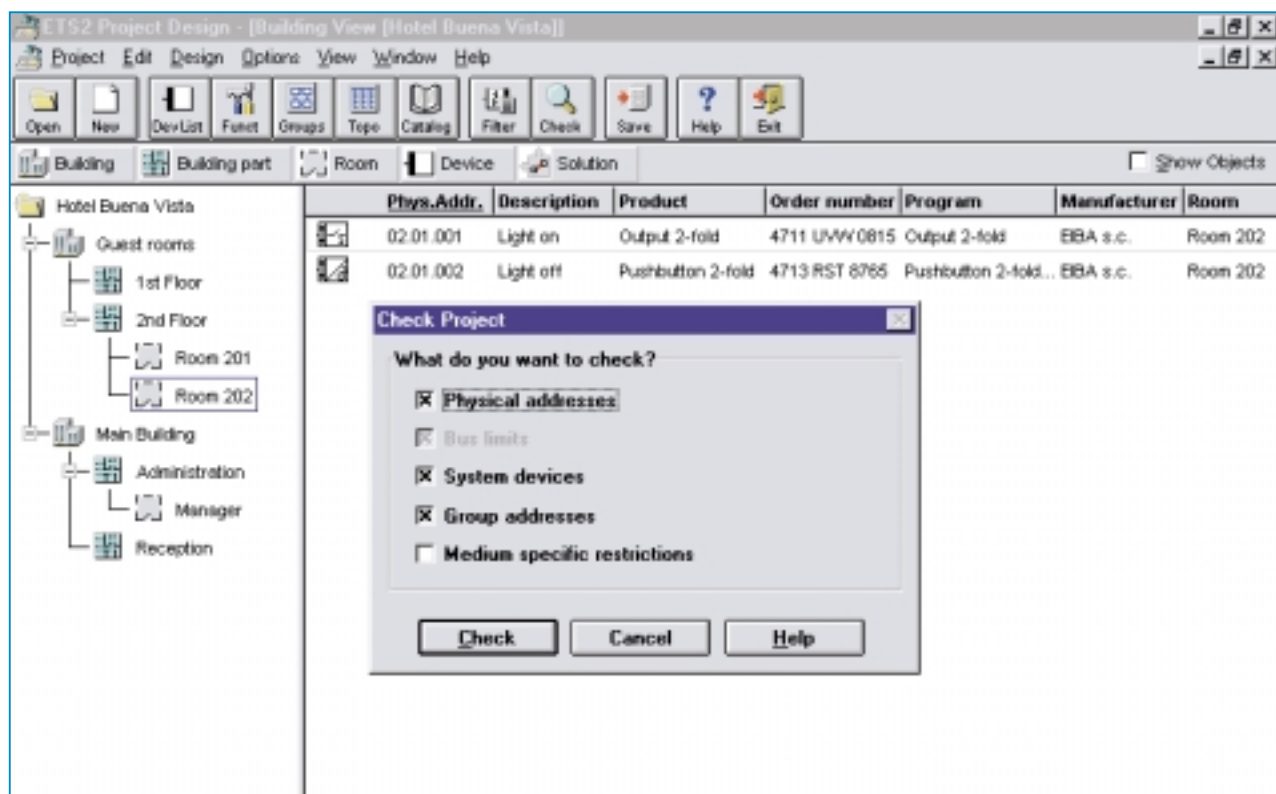 ETS2 Project Design - [Building View [Hotel Buena Vista]]
Project Edit Design Options View Window Help
Open New DevList Funct Groups Topo Catalog Filter Check Save Help Exit
Building Building part Room Device Solution Show Objects
Hotel Buena Vista
Guest rooms
1st Floor
2nd Floor
Room 201
Room 202
Main Building
Administration
Manager
Reception
Phys.Addr. Description Product Order number Program Manufacturer Room
02.01.001 Light on Output 2-fold 4711 UVW 0815 Output 2-fold EIBA s.c. Room 202
02.01.002 Light off Pushbutton 2-fold 4713 RST 8765 Pushbutton 2-fold... EIBA s.c. Room 202
Check Project
What do you want to check?
Physical addresses
Bus limits
System devices
Group addresses
Medium specific restrictions
Check Cancel Help